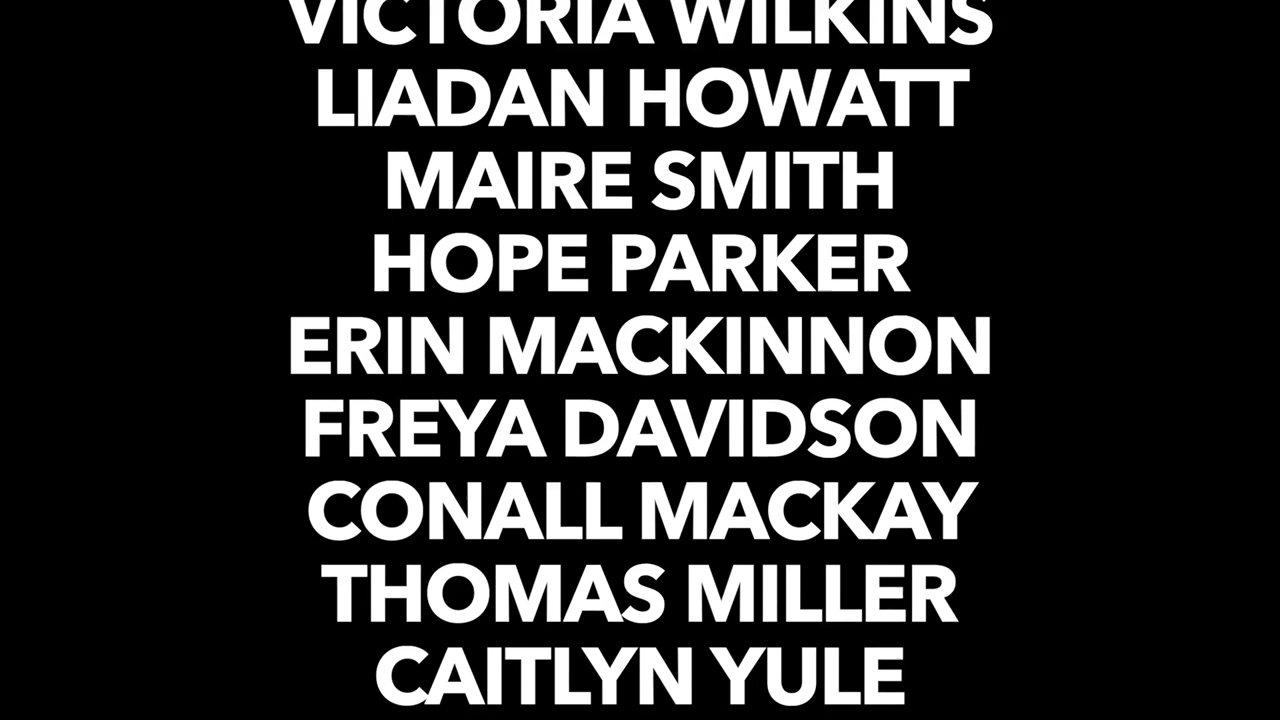 VICTORIA WILKINS
LIADAN HOWATT
MAIRE SMITH
HOPE PARKER
ERIN MACKINNON
FREYA DAVIDSON
CONALL MACKAY
THOMAS MILLER
CAITLYN YULE